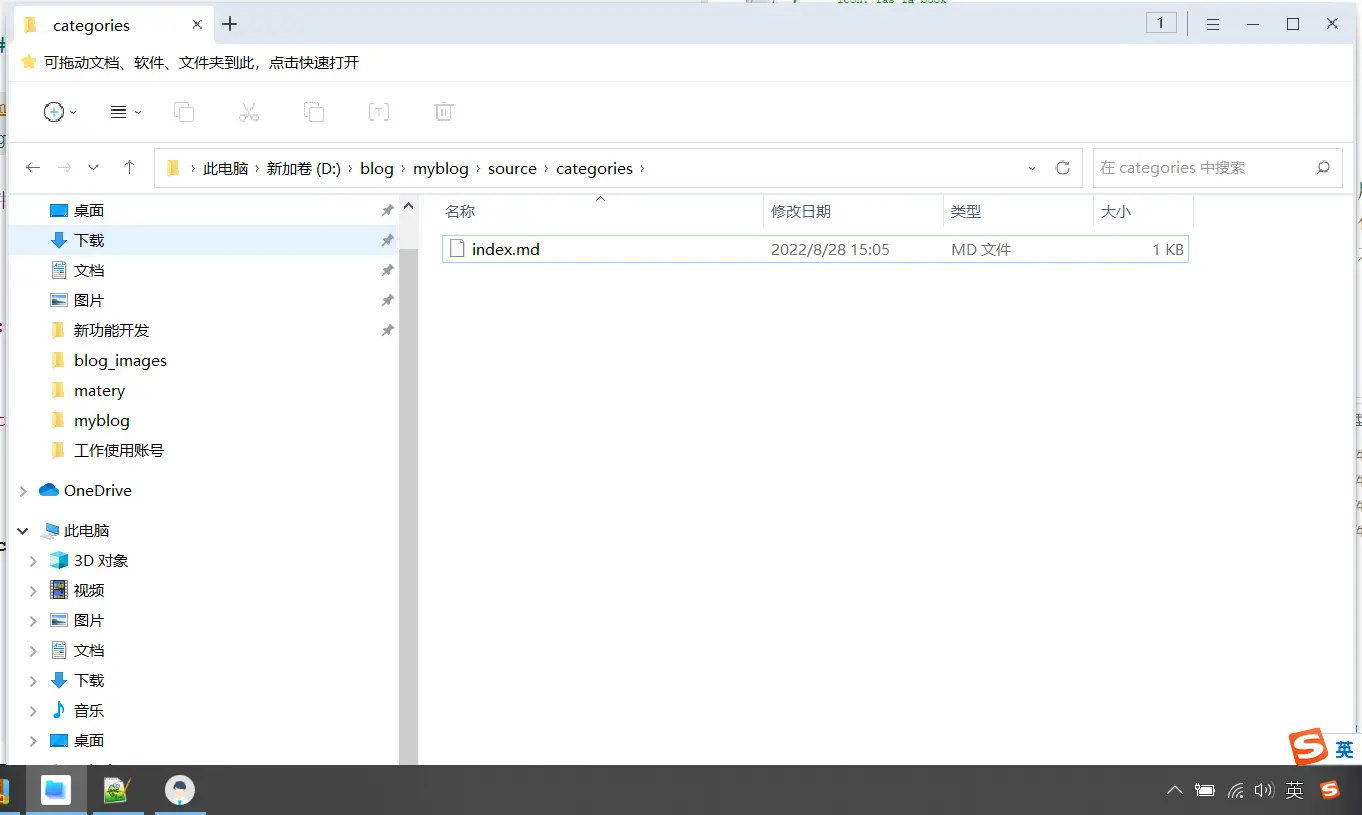 icon: fas fa-book
categories
1
可拖动文档、软件、文件夹到此，点击快速打开
此电脑 › 新加卷 (D:) › blog › myblog › source › categories ›
在 categories 中搜索
桌面
下载
文档
图片
新功能开发
blog_images
matery
myblog
工作使用账号
OneDrive
此电脑
3D 对象
视频
图片
文档
下载
音乐
桌面
名称 修改日期 类型 大小
index.md 2022/8/28 15:05 MD 文件 1 KB
英
英